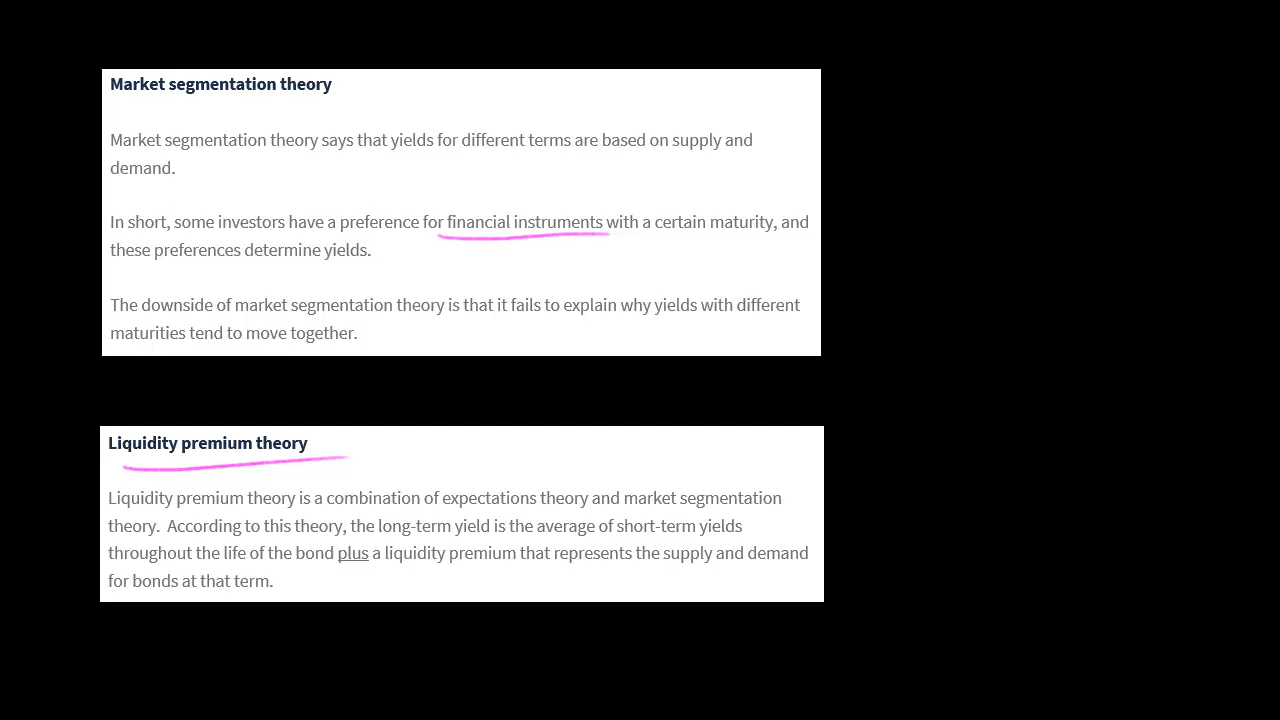 Market segmentation theory
Market segmentation theory says that yields for different terms are based on supply and
demand.
In short, some investors have a preference for financial instruments with a certain maturity, and
these preferences determine yields.
The downside of market segmentation theory is that it fails to explain why yields with different
maturities tend to move together.
Liquidity premium theory
Liquidity premium theory is a combination of expectations theory and market segmentation
theory.  According to this theory, the long-term yield is the average of short-term yields
throughout the life of the bond plus a liquidity premium that represents the supply and demand
for bonds at that term.